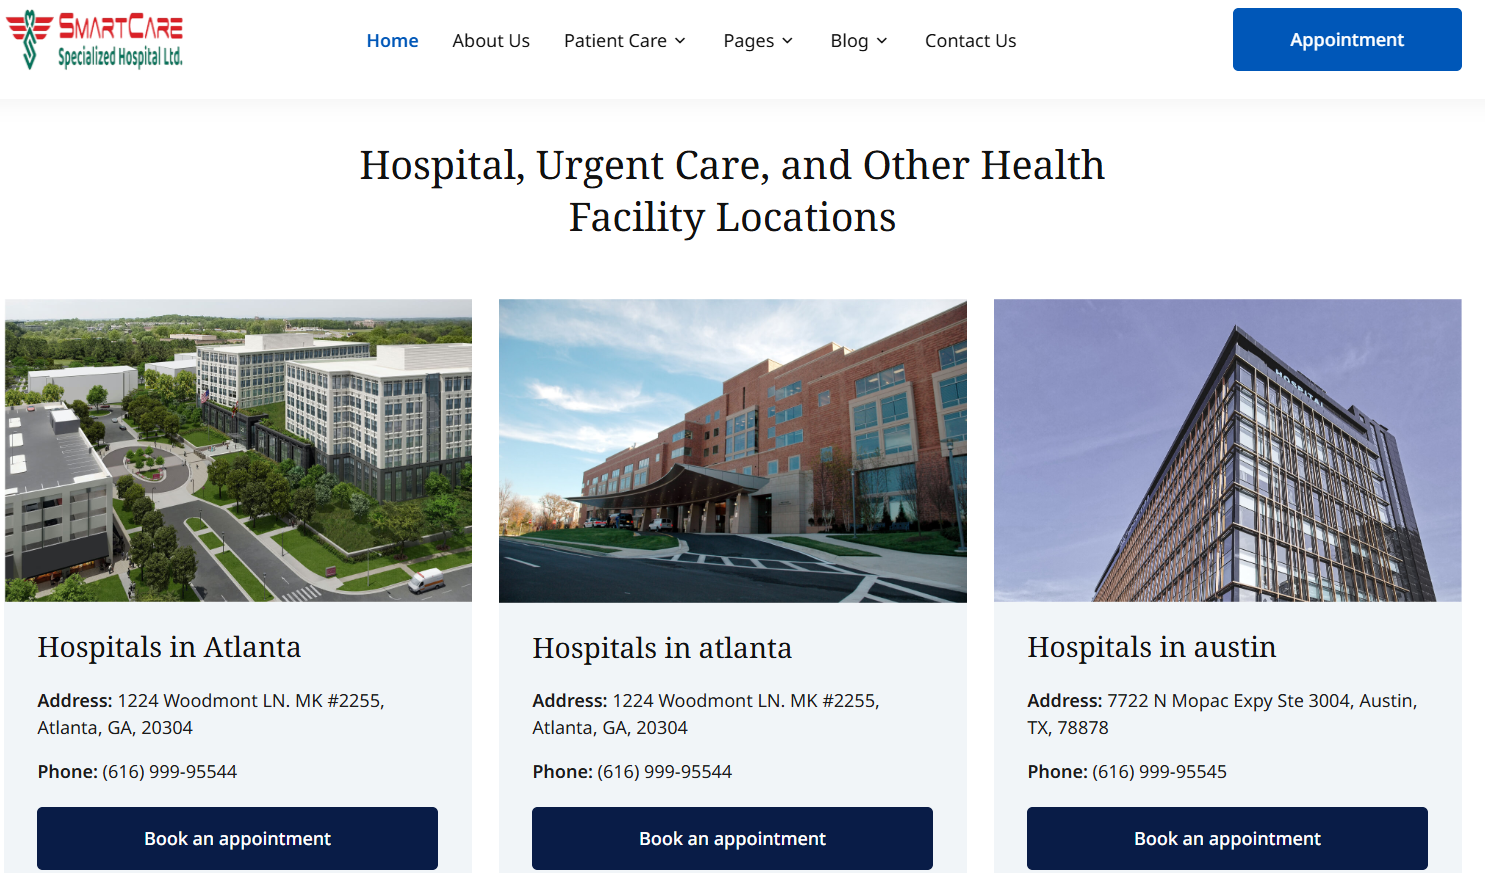 SMARTCARE
Specialized Hospital Ltd.
Home
About Us
Patient Care
Pages
Blog
Contact Us
Appointment
Hospital, Urgent Care, and Other Health
Facility Locations
HOSPITAL
Hospitals in Atlanta
Address: 1224 Woodmont LN. MK #2255,
Atlanta, GA, 20304
Phone: (616) 999-95544
Book an appointment
Hospitals in atlanta
Address: 1224 Woodmont LN. MK #2255,
Atlanta, GA, 20304
Phone: (616) 999-95544
Book an appointment
Hospitals in austin
Address: 7722 N Mopac Expy Ste 3004, Austin,
TX, 78878
Phone: (616) 999-95545
Book an appointment